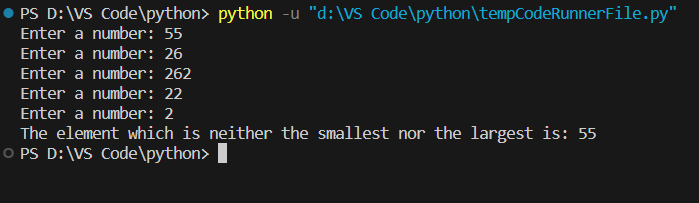 PS D:\VS Code\python> python -u "d:\VS Code\python\tempCodeRunnerFile.py"
Enter a number: 55
Enter a number: 26
Enter a number: 262
Enter a number: 22
Enter a number: 2
The element which is neither the smallest nor the largest is: 55
PS D:\VS Code\python>